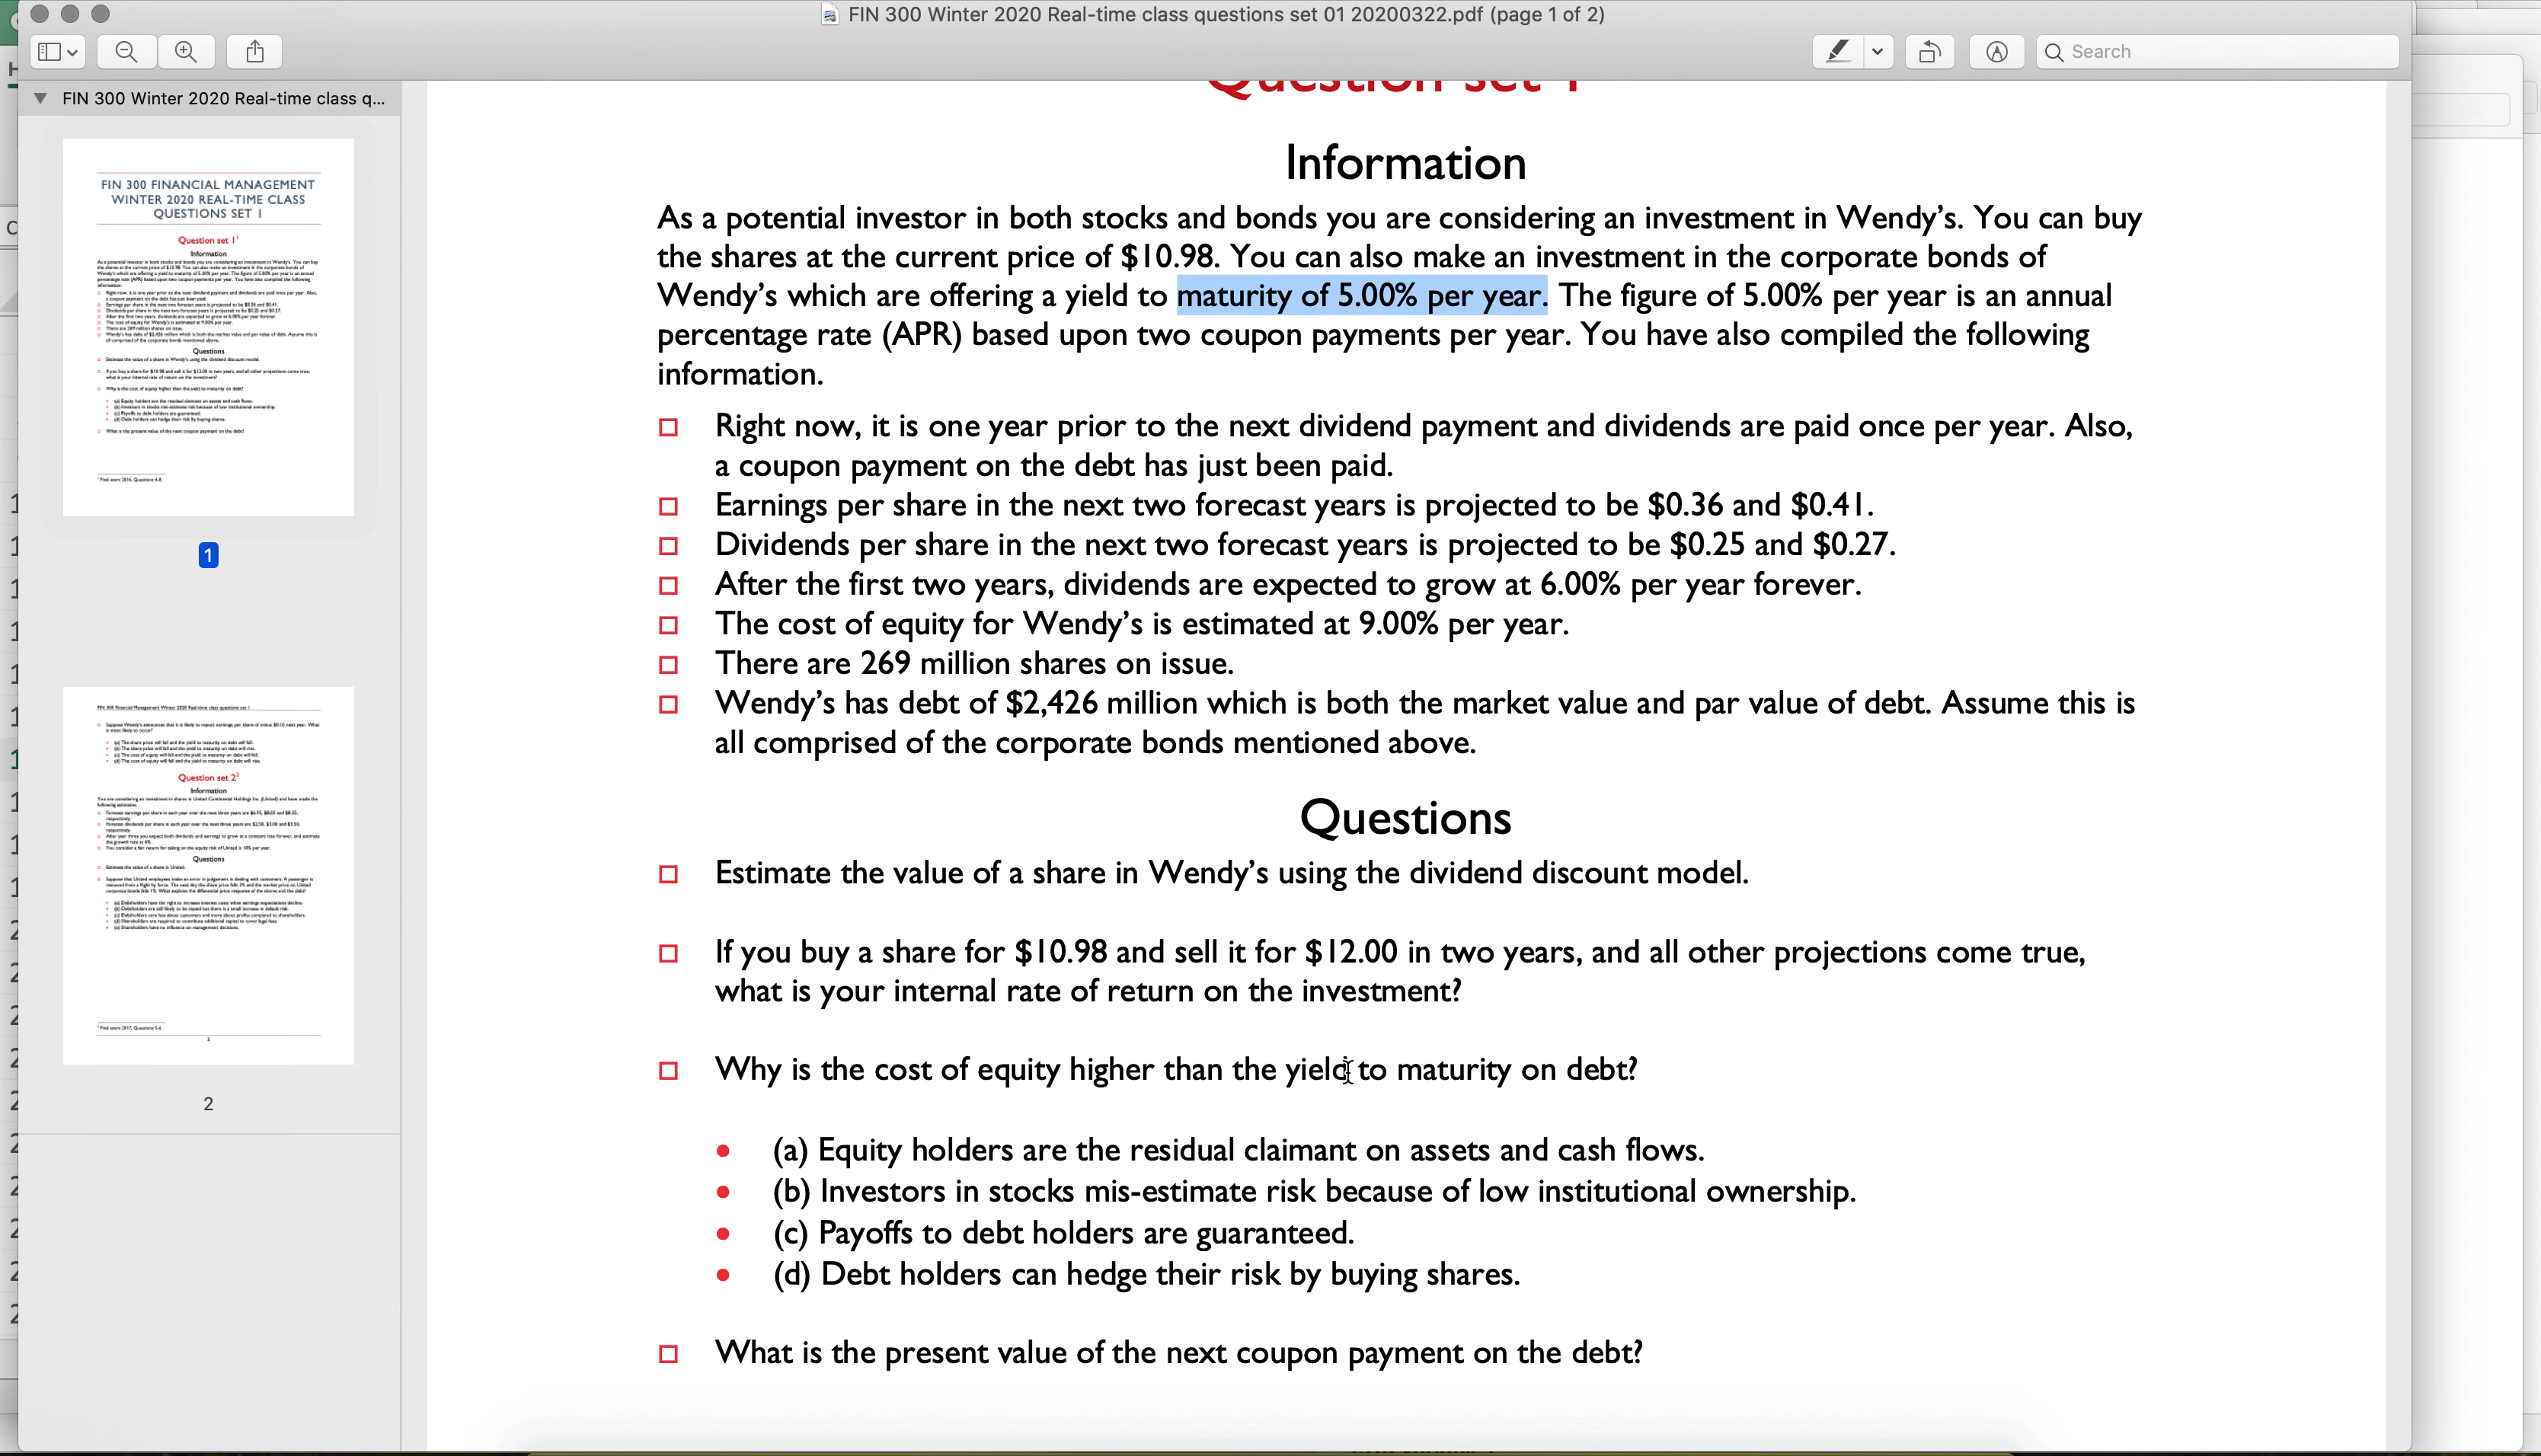 FIN 300 Winter 2020 Real-time class questions set 01 20200322.pdf (page 1 of 2)
Search
FIN 300 Winter 2020 Real-time class q...
FIN 300 FINANCIAL MANAGEMENT
WINTER 2020 REAL-TIME CLASS
QUESTIONS SET 1
Question set 1
1
2
Question set 1
Information
As a potential investor in both stocks and bonds you are considering an investment in Wendy's. You can buy
the shares at the current price of $10.98. You can also make an investment in the corporate bonds of
Wendy's which are offering a yield to maturity of 5.00% per year. The figure of 5.00% per year is an annual
percentage rate (APR) based upon two coupon payments per year. You have also compiled the following
information.
Right now, it is one year prior to the next dividend payment and dividends are paid once per year. Also,
a coupon payment on the debt has just been paid.
Earnings per share in the next two forecast years is projected to be $0.36 and $0.41.
Dividends per share in the next two forecast years is projected to be $0.25 and $0.27.
After the first two years, dividends are expected to grow at 6.00% per year forever.
The cost of equity for Wendy's is estimated at 9.00% per year.
There are 269 million shares on issue.
Wendy's has debt of $2,426 million which is both the market value and par value of debt. Assume this is
all comprised of the corporate bonds mentioned above.
Questions
Estimate the value of a share in Wendy's using the dividend discount model.
If you buy a share for $10.98 and sell it for $12.00 in two years, and all other projections come true,
what is your internal rate of return on the investment?
Why is the cost of equity higher than the yield to maturity on debt?
(a) Equity holders are the residual claimant on assets and cash flows.
(b) Investors in stocks mis-estimate risk because of low institutional ownership.
(c) Payoffs to debt holders are guaranteed.
(d) Debt holders can hedge their risk by buying shares.
What is the present value of the next coupon payment on the debt?